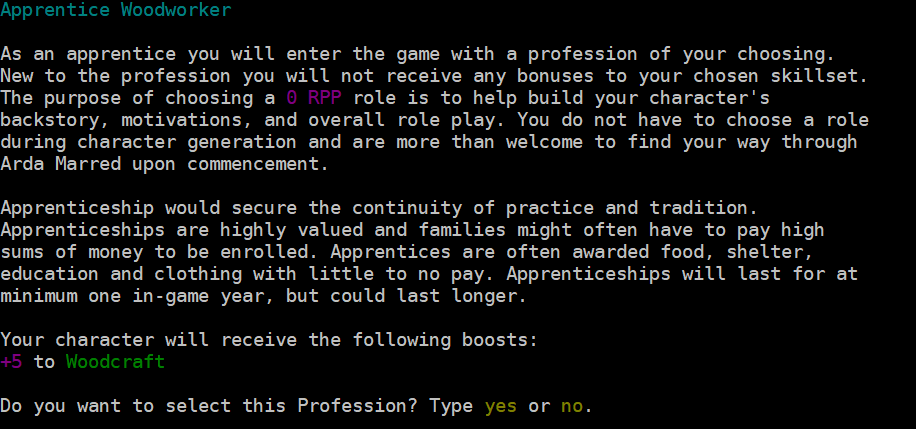 Apprentice Woodworker
As an apprentice you will enter the game with a profession of your choosing.
New to the profession you will not receive any bonuses to your chosen skillset.
The purpose of choosing a 0 RPP role is to help build your character's
backstory, motivations, and overall role play. You do not have to choose a role
during character generation and are more than welcome to find your way through
Arda Marred upon commencement.
Apprenticeship would secure the continuity of practice and tradition.
Apprenticeships are highly valued and families might often have to pay high
sums of money to be enrolled. Apprentices are often awarded food, shelter,
education and clothing with little to no pay. Apprenticeships will last for at
minimum one in-game year, but could last longer.
Your character will receive the following boosts:
+5 to Woodcraft
Do you want to select this Profession? Type yes or no.